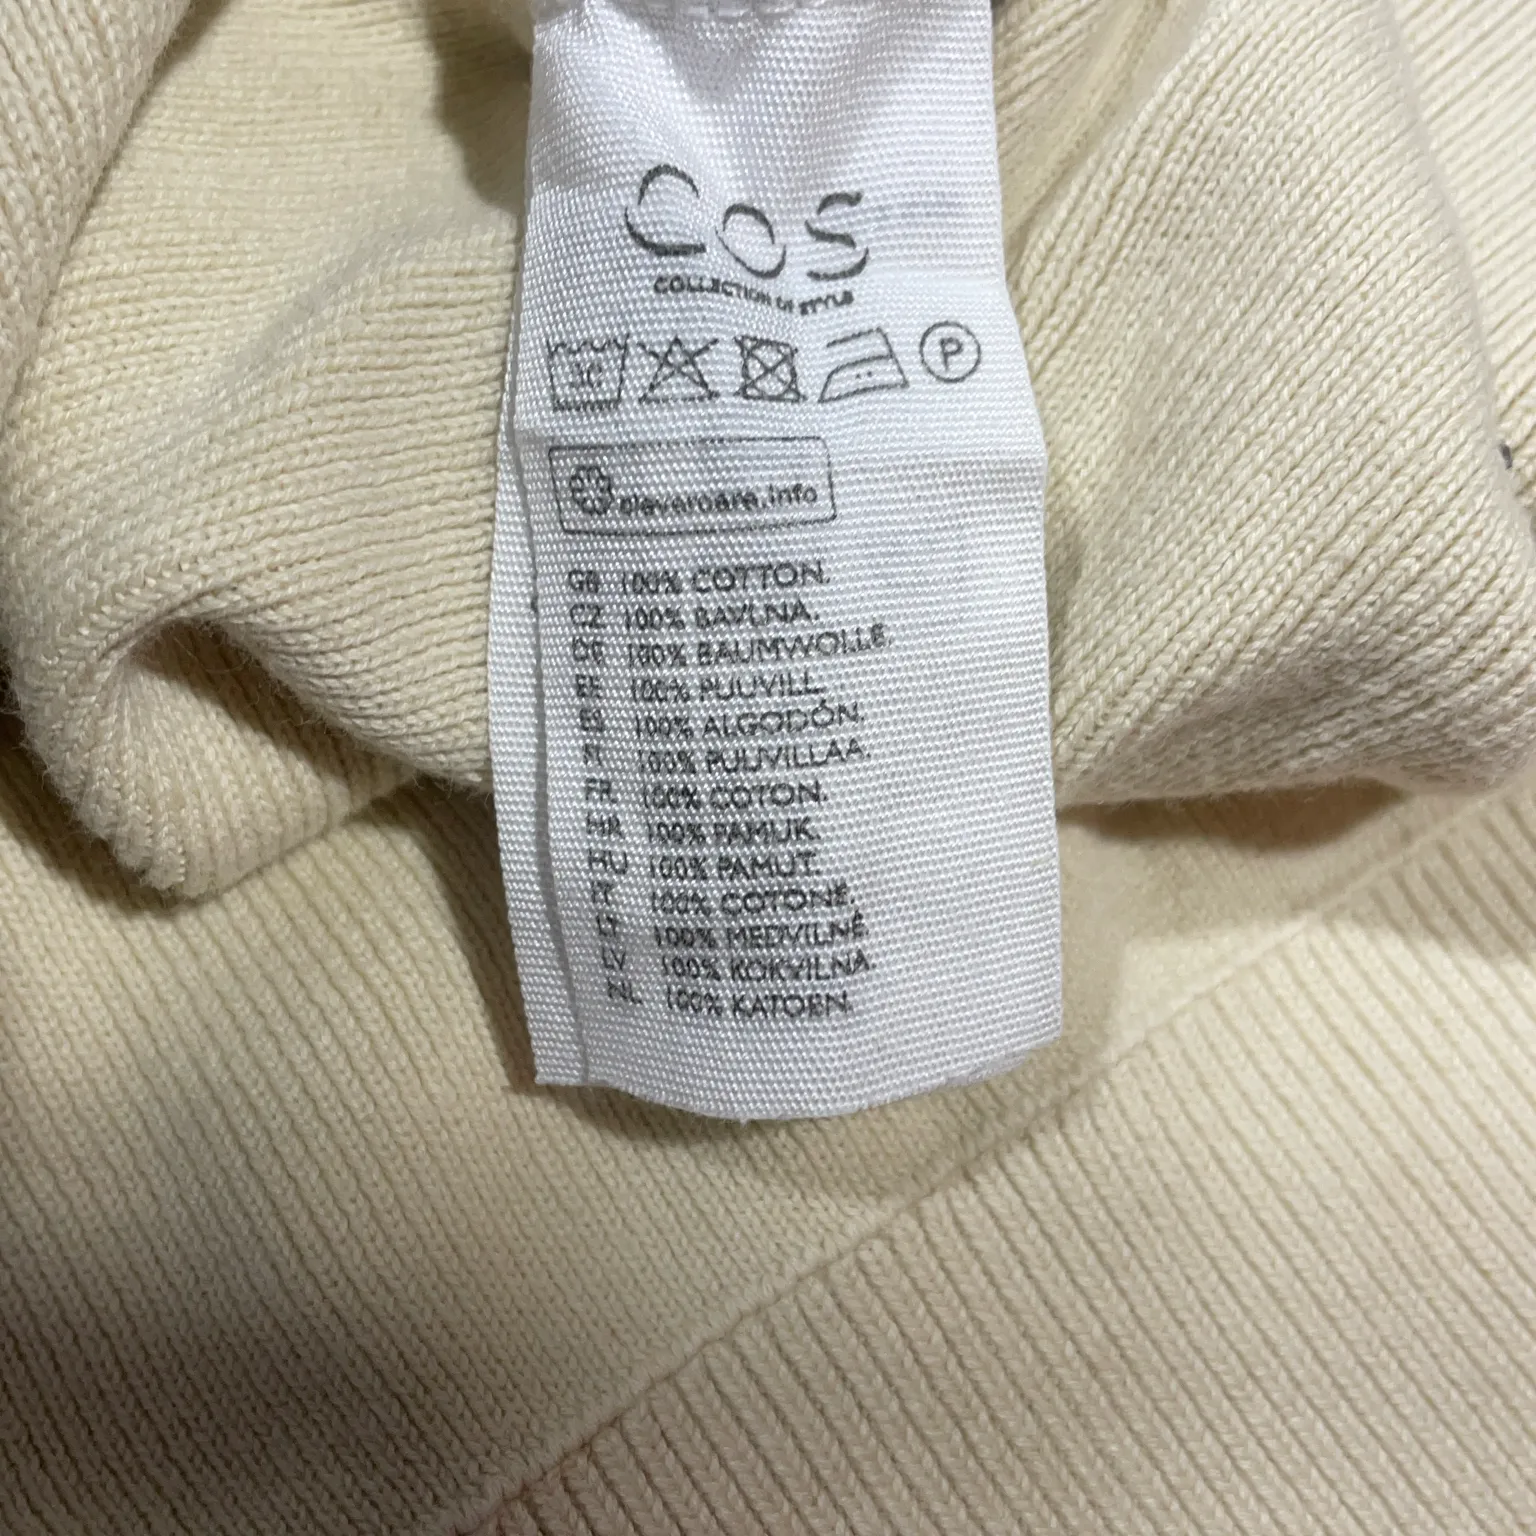 COS
COLLECTION OF STYLE
30
P
clevercare.info
GB 100% COTTON.
CZ 100% BAVLNA.
DE 100% BAUMWOLLE.
EE 100% PUUVILL.
ES 100% ALGODÓN.
FI 100% PUUVILLAA.
FR 100% COTON.
HR 100% PAMUK.
HU 100% PAMUT.
IT 100% COTONE.
LT 100% MEDVILNĖ.
LV 100% KOKVILNA.
NL 100% KATOEN.